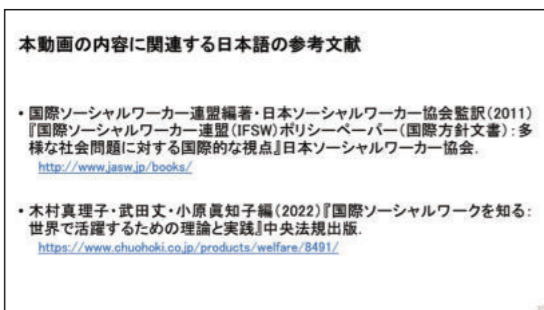 本動画の内容に関連する日本語の参考文献
・国際ソーシャルワーカー連盟編著・日本ソーシャルワーカー協会監訳(2011)
『国際ソーシャルワーカー連盟(IFSW)ポリシーペーパー(国際方針文書):多
様な社会問題に対する国際的な視点』日本ソーシャルワーカー協会.
http://www.jasw.jp/books/
・木村真理子・武田丈・小原眞知子編(2022)『国際ソーシャルワークを知る:
世界で活躍するための理論と実践』中央法規出版.
https://www.chuohoki.co.jp/products/welfare/8491/